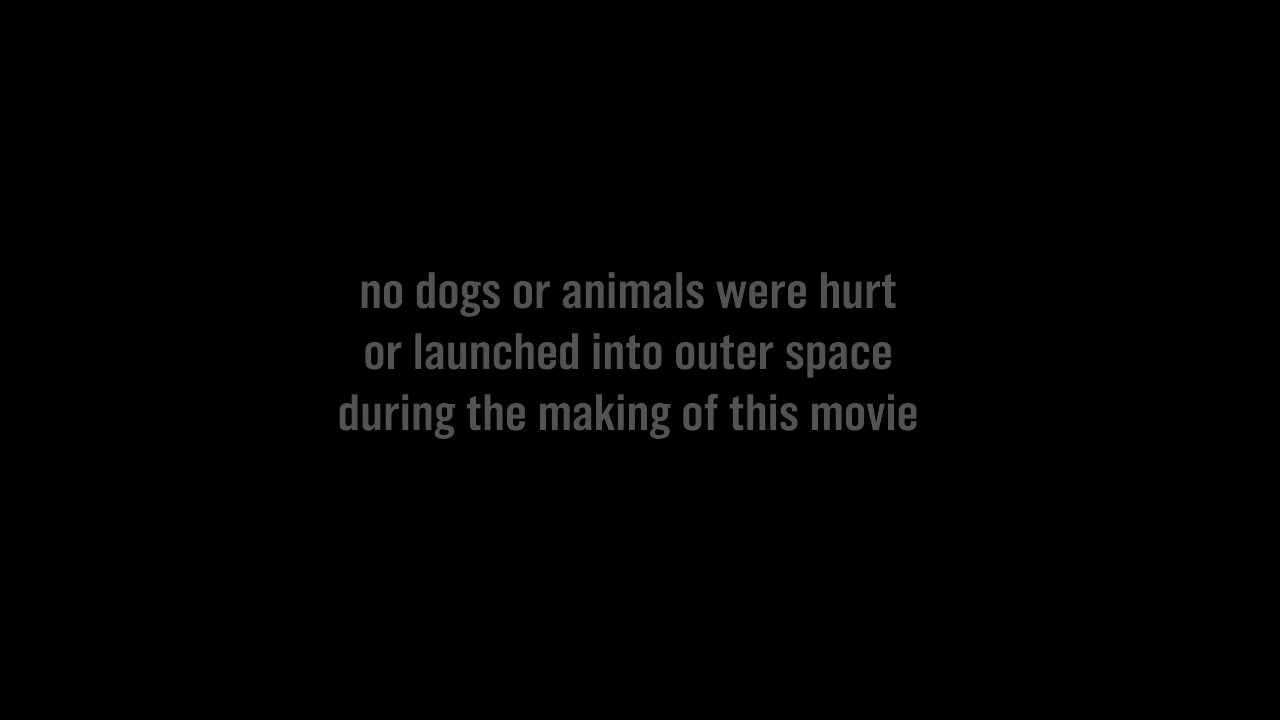 no dogs or animals were hurt
or launched into outer space
during the making of this movie